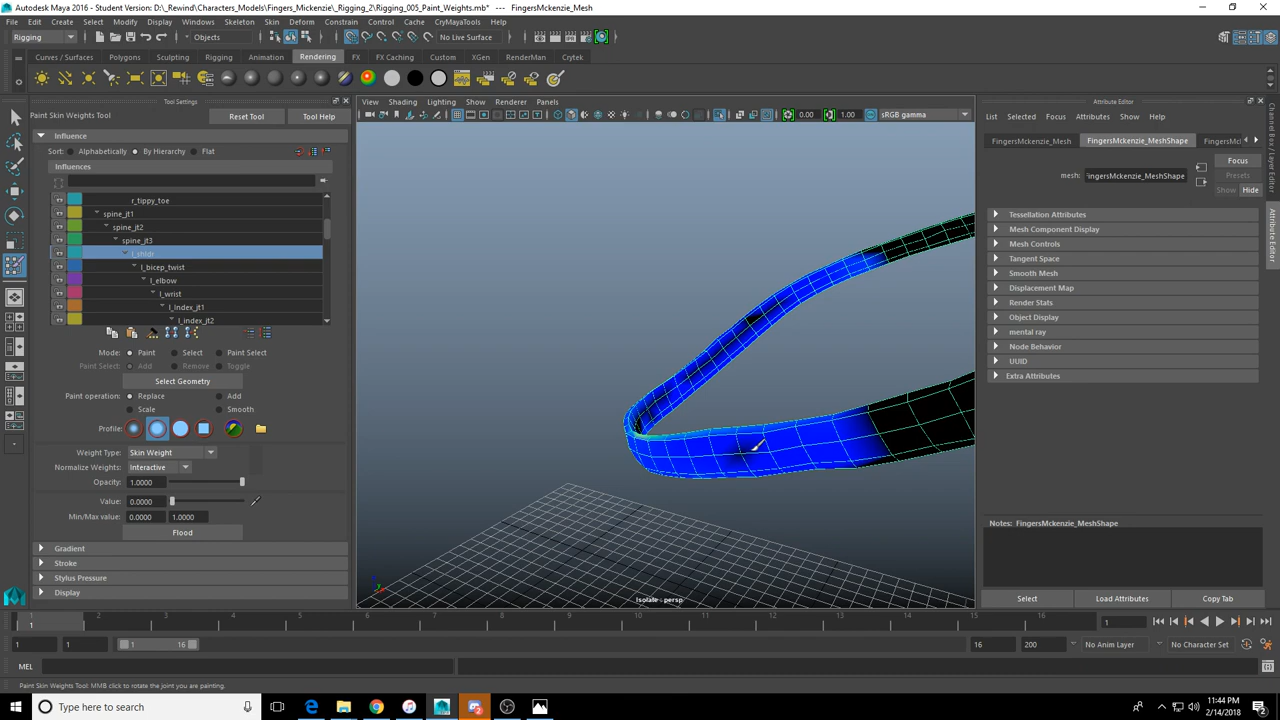 Autodesk Maya 2016 - Student Version: D:\_Rewind\Characters_Models\Fingers_Mckenzie\_Rigging_2\Rigging_005_Paint_Weights.mb* --- FingersMckenzie_Mesh
File Edit Create Select Modify Display Windows Skeleton Skin Deform Constrain Control Cache CryMayaTools Help
Rigging Objects No Live Surface
Curves / Surfaces Polygons Sculpting Rigging Animation Rendering FX FX Caching Custom XGen RenderMan Crytek
Tool Settings
Paint Skin Weights Tool Reset Tool Tool Help
Influence
Sort: Alphabetically By Hierarchy Flat
Influences
r_tippy_toe
spine_jt1
spine_jt2
spine_jt3
l_shldr
l_bicep_twist
l_elbow
l_wrist
l_Index_jt1
l_index_jt2
Mode: Paint Select Paint Select
Paint Select: Add Remove Toggle
Select Geometry
Paint operation: Replace Add
Scale Smooth
Profile:
Weight Type: Skin Weight
Normalize Weights: Interactive
Opacity: 1.0000
Value: 0.0000
Min/Max value: 0.0000 1.0000
Flood
Gradient
Stroke
Stylus Pressure
Display
View Shading Lighting Show Renderer Panels
0.00 1.00 sRGB gamma
Isolate : persp
Attribute Editor
List Selected Focus Attributes Show Help
FingersMckenzie_Mesh FingersMckenzie_MeshShape FingersMcl
mesh: FingersMckenzie_MeshShape
Focus
Presets
Show Hide
Tessellation Attributes
Mesh Component Display
Mesh Controls
Tangent Space
Smooth Mesh
Displacement Map
Render Stats
Object Display
mental ray
Node Behavior
UUID
Extra Attributes
Notes: FingersMckenzie_MeshShape
Select Load Attributes Copy Tab
Channel Box / Layer Editor
Attribute Editor
1 2 3 4 5 6 7 8 9 10 11 12 13 14 15 16
1 1
1 1 1 16 16 200 No Anim Layer No Character Set
MEL
Paint Skin Weights Tool: MMB click to rotate the joint you are painting.
Type here to search
11:44 PM
2/14/2018
2